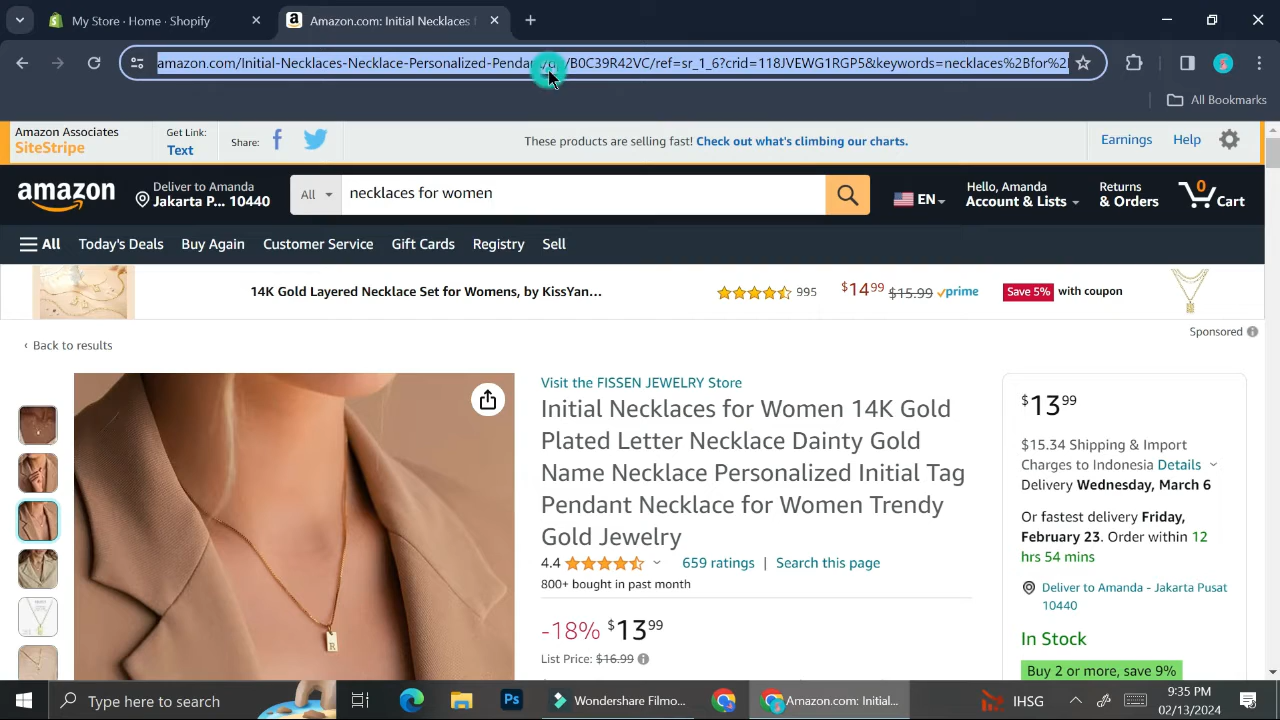 My Store · Home · Shopify
Amazon.com: Initial Necklaces f
amazon.com/Initial-Necklaces-Necklace-Personalized-Pendant/dp/B0C39R42VC/ref=sr_1_6?crid=118JVEWG1RGP5&keywords=necklaces%2Bfor%2
All Bookmarks
Amazon Associates
SiteStripe
Get Link:
Text
Share:
These products are selling fast! Check out what's climbing our charts.
Earnings
Help
amazon
Deliver to Amanda
Jakarta P... 10440
All
necklaces for women
EN
Hello, Amanda
Account & Lists
Returns
& Orders
0
Cart
All
Today's Deals
Buy Again
Customer Service
Gift Cards
Registry
Sell
14K Gold Layered Necklace Set for Womens, by KissYan...
995
$14 99
$15.99
prime
Save 5%
with coupon
Sponsored
‹ Back to results
Visit the FISSEN JEWELRY Store
Initial Necklaces for Women 14K Gold
Plated Letter Necklace Dainty Gold
Name Necklace Personalized Initial Tag
Pendant Necklace for Women Trendy
Gold Jewelry
4.4
659 ratings | Search this page
800+ bought in past month
-18% $13 99
List Price: $16.99
R
$13 99
$15.34 Shipping & Import
Charges to Indonesia Details
Delivery Wednesday, March 6
Or fastest delivery Friday,
February 23. Order within 12
hrs 54 mins
Deliver to Amanda - Jakarta Pusat
10440
In Stock
Buy 2 or more, save 9%
Type here to search
Ps
Wondershare Filmo...
Amazon.com: Initial...
IHSG
9:35 PM
02/13/2024